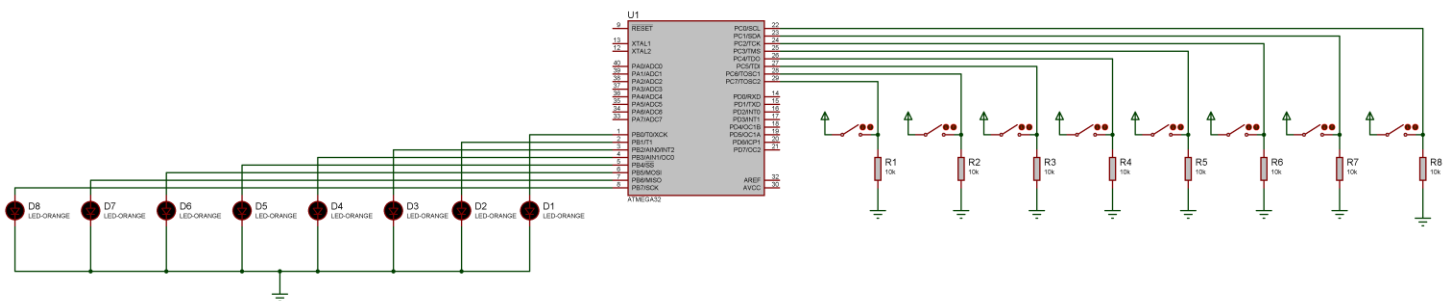 U1
9 RESET
13 XTAL1
12 XTAL2
40 PA0/ADC0
39 PA1/ADC1
38 PA2/ADC2
37 PA3/ADC3
36 PA4/ADC4
35 PA5/ADC5
34 PA6/ADC6
33 PA7/ADC7
1 PB0/T0/XCK
2 PB1/T1
3 PB2/AIN0/INT2
4 PB3/AIN1/OC0
5 PB4/SS
6 PB5/MOSI
7 PB6/MISO
8 PB7/SCK
PC0/SCL 22
PC1/SDA 23
PC2/TCK 24
PC3/TMS 25
PC4/TDO 26
PC5/TDI 27
PC6/TOSC1 28
PC7/TOSC2 29
PD0/RXD 14
PD1/TXD 15
PD2/INT0 16
PD3/INT1 17
PD4/OC1B 18
PD5/OC1A 19
PD6/ICP1 20
PD7/OC2 21
AREF 32
AVCC 30
ATMEGA32
D8
LED-ORANGE
D7
LED-ORANGE
D6
LED-ORANGE
D5
LED-ORANGE
D4
LED-ORANGE
D3
LED-ORANGE
D2
LED-ORANGE
D1
LED-ORANGE
R1
10k
R2
10k
R3
10k
R4
10k
R5
10k
R6
10k
R7
10k
R8
10k